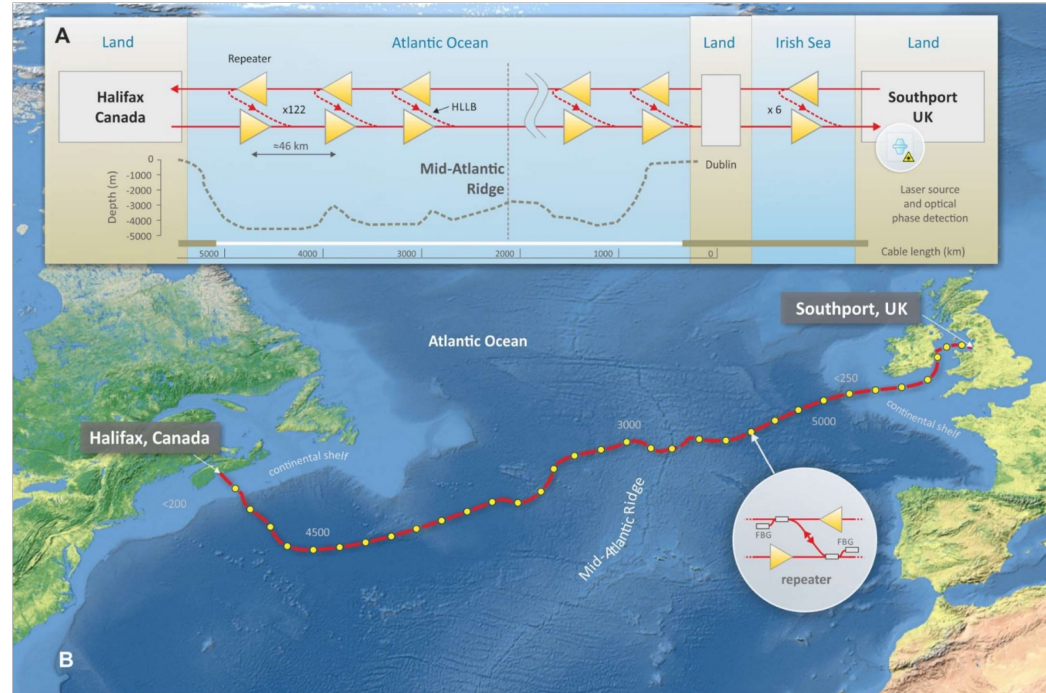 A
Land
Atlantic Ocean
Land
Irish Sea
Land
Repeater
Halifax
Canada
x122
HLLB
x 6
Southport
UK
≈46 km
Mid-Atlantic
Ridge
Dublin
Depth (m)
0
-1000
-2000
-3000
-4000
-5000
Laser source
and optical
phase detection
5000
4000
3000
2000
1000
0
Cable length (km)
Southport, UK
Atlantic Ocean
<250
Halifax, Canada
continental shelf
3000
5000
continental shelf
<200
4500
Mid-Atlantic Ridge
FBG
FBG
repeater
B